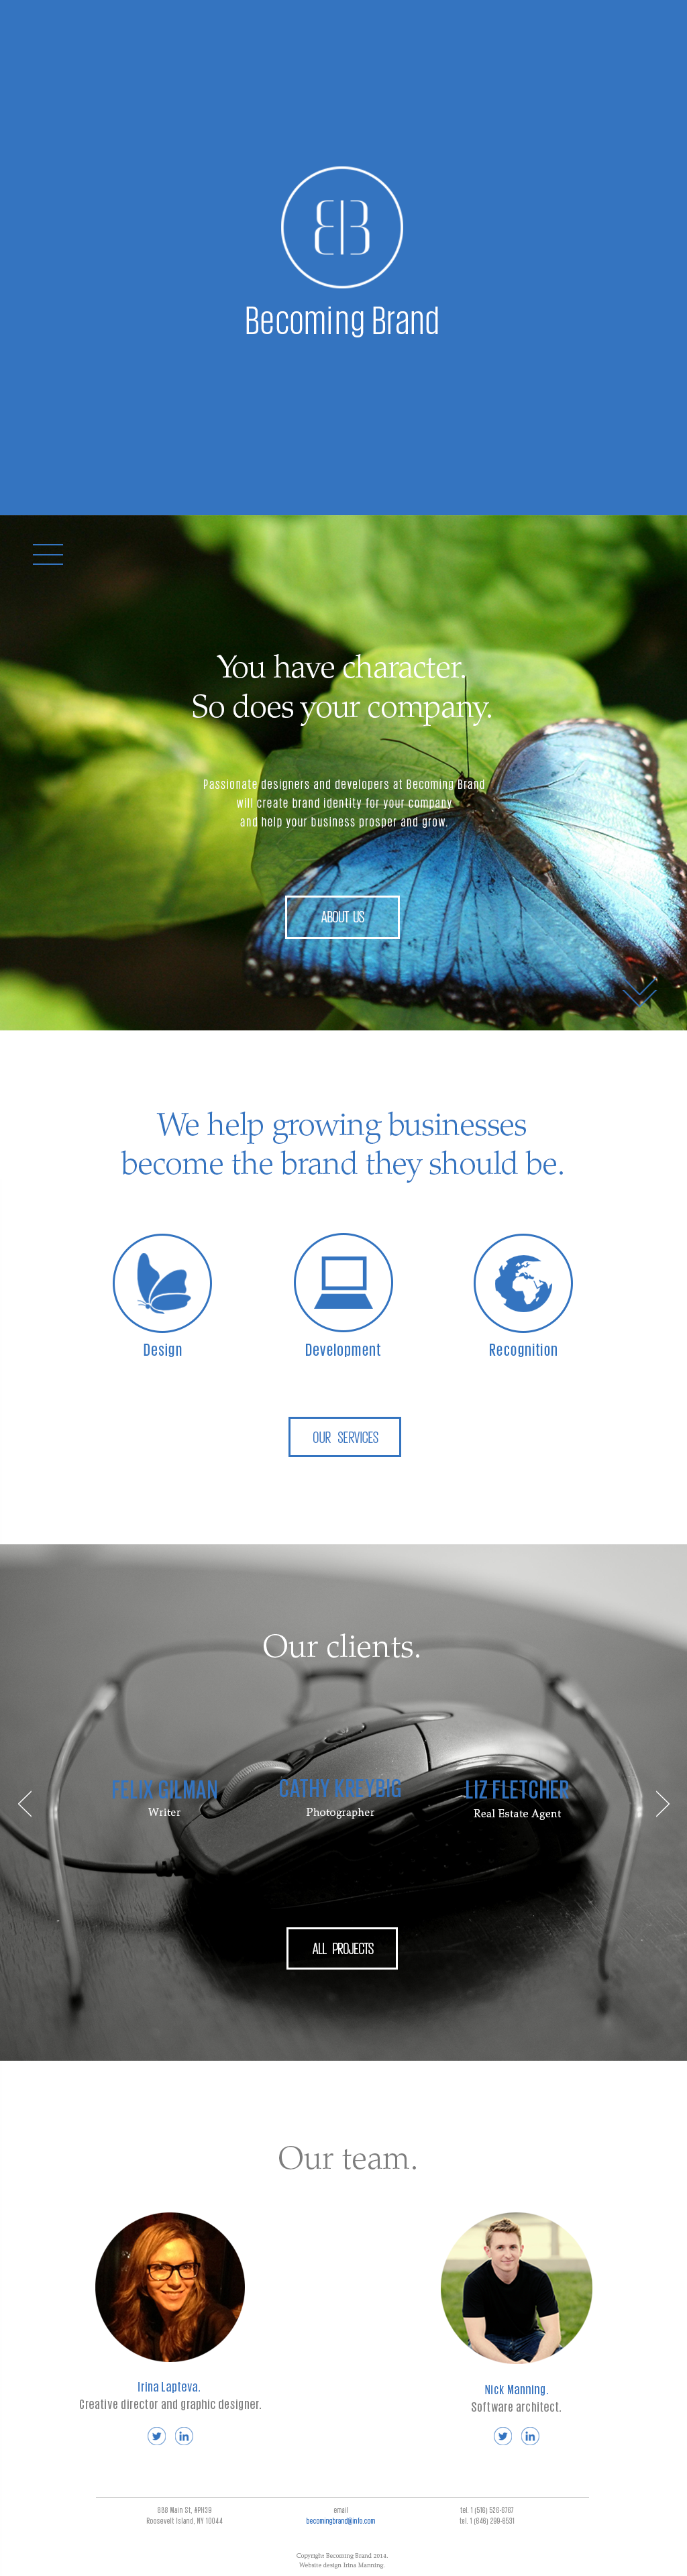 Becoming Brand
You have character.
So does your company.
Passionate designers and developers at Becoming Brand
will create brand identity for your company
and help your business prosper and grow.
ABOUT US
We help growing businesses
become the brand they should be.
Design
Development
Recognition
OUR SERVICES
Our clients.
FELIX GILMAN
CATHY KREYBIG
LIZ FLETCHER
Writer
Photographer
Real Estate Agent
ALL PROJECTS
Our team.
Irina Lapteva.
Creative director and graphic designer.
Nick Manning.
Software architect.
888 Main St, #PH39
Roosevelt Island, NY 10044
email
becomingbrand@info.com
tel. 1 (516) 526-6767
tel. 1 (646) 299-6531
Copyright Becoming Brand 2014.
Website design Irina Manning.